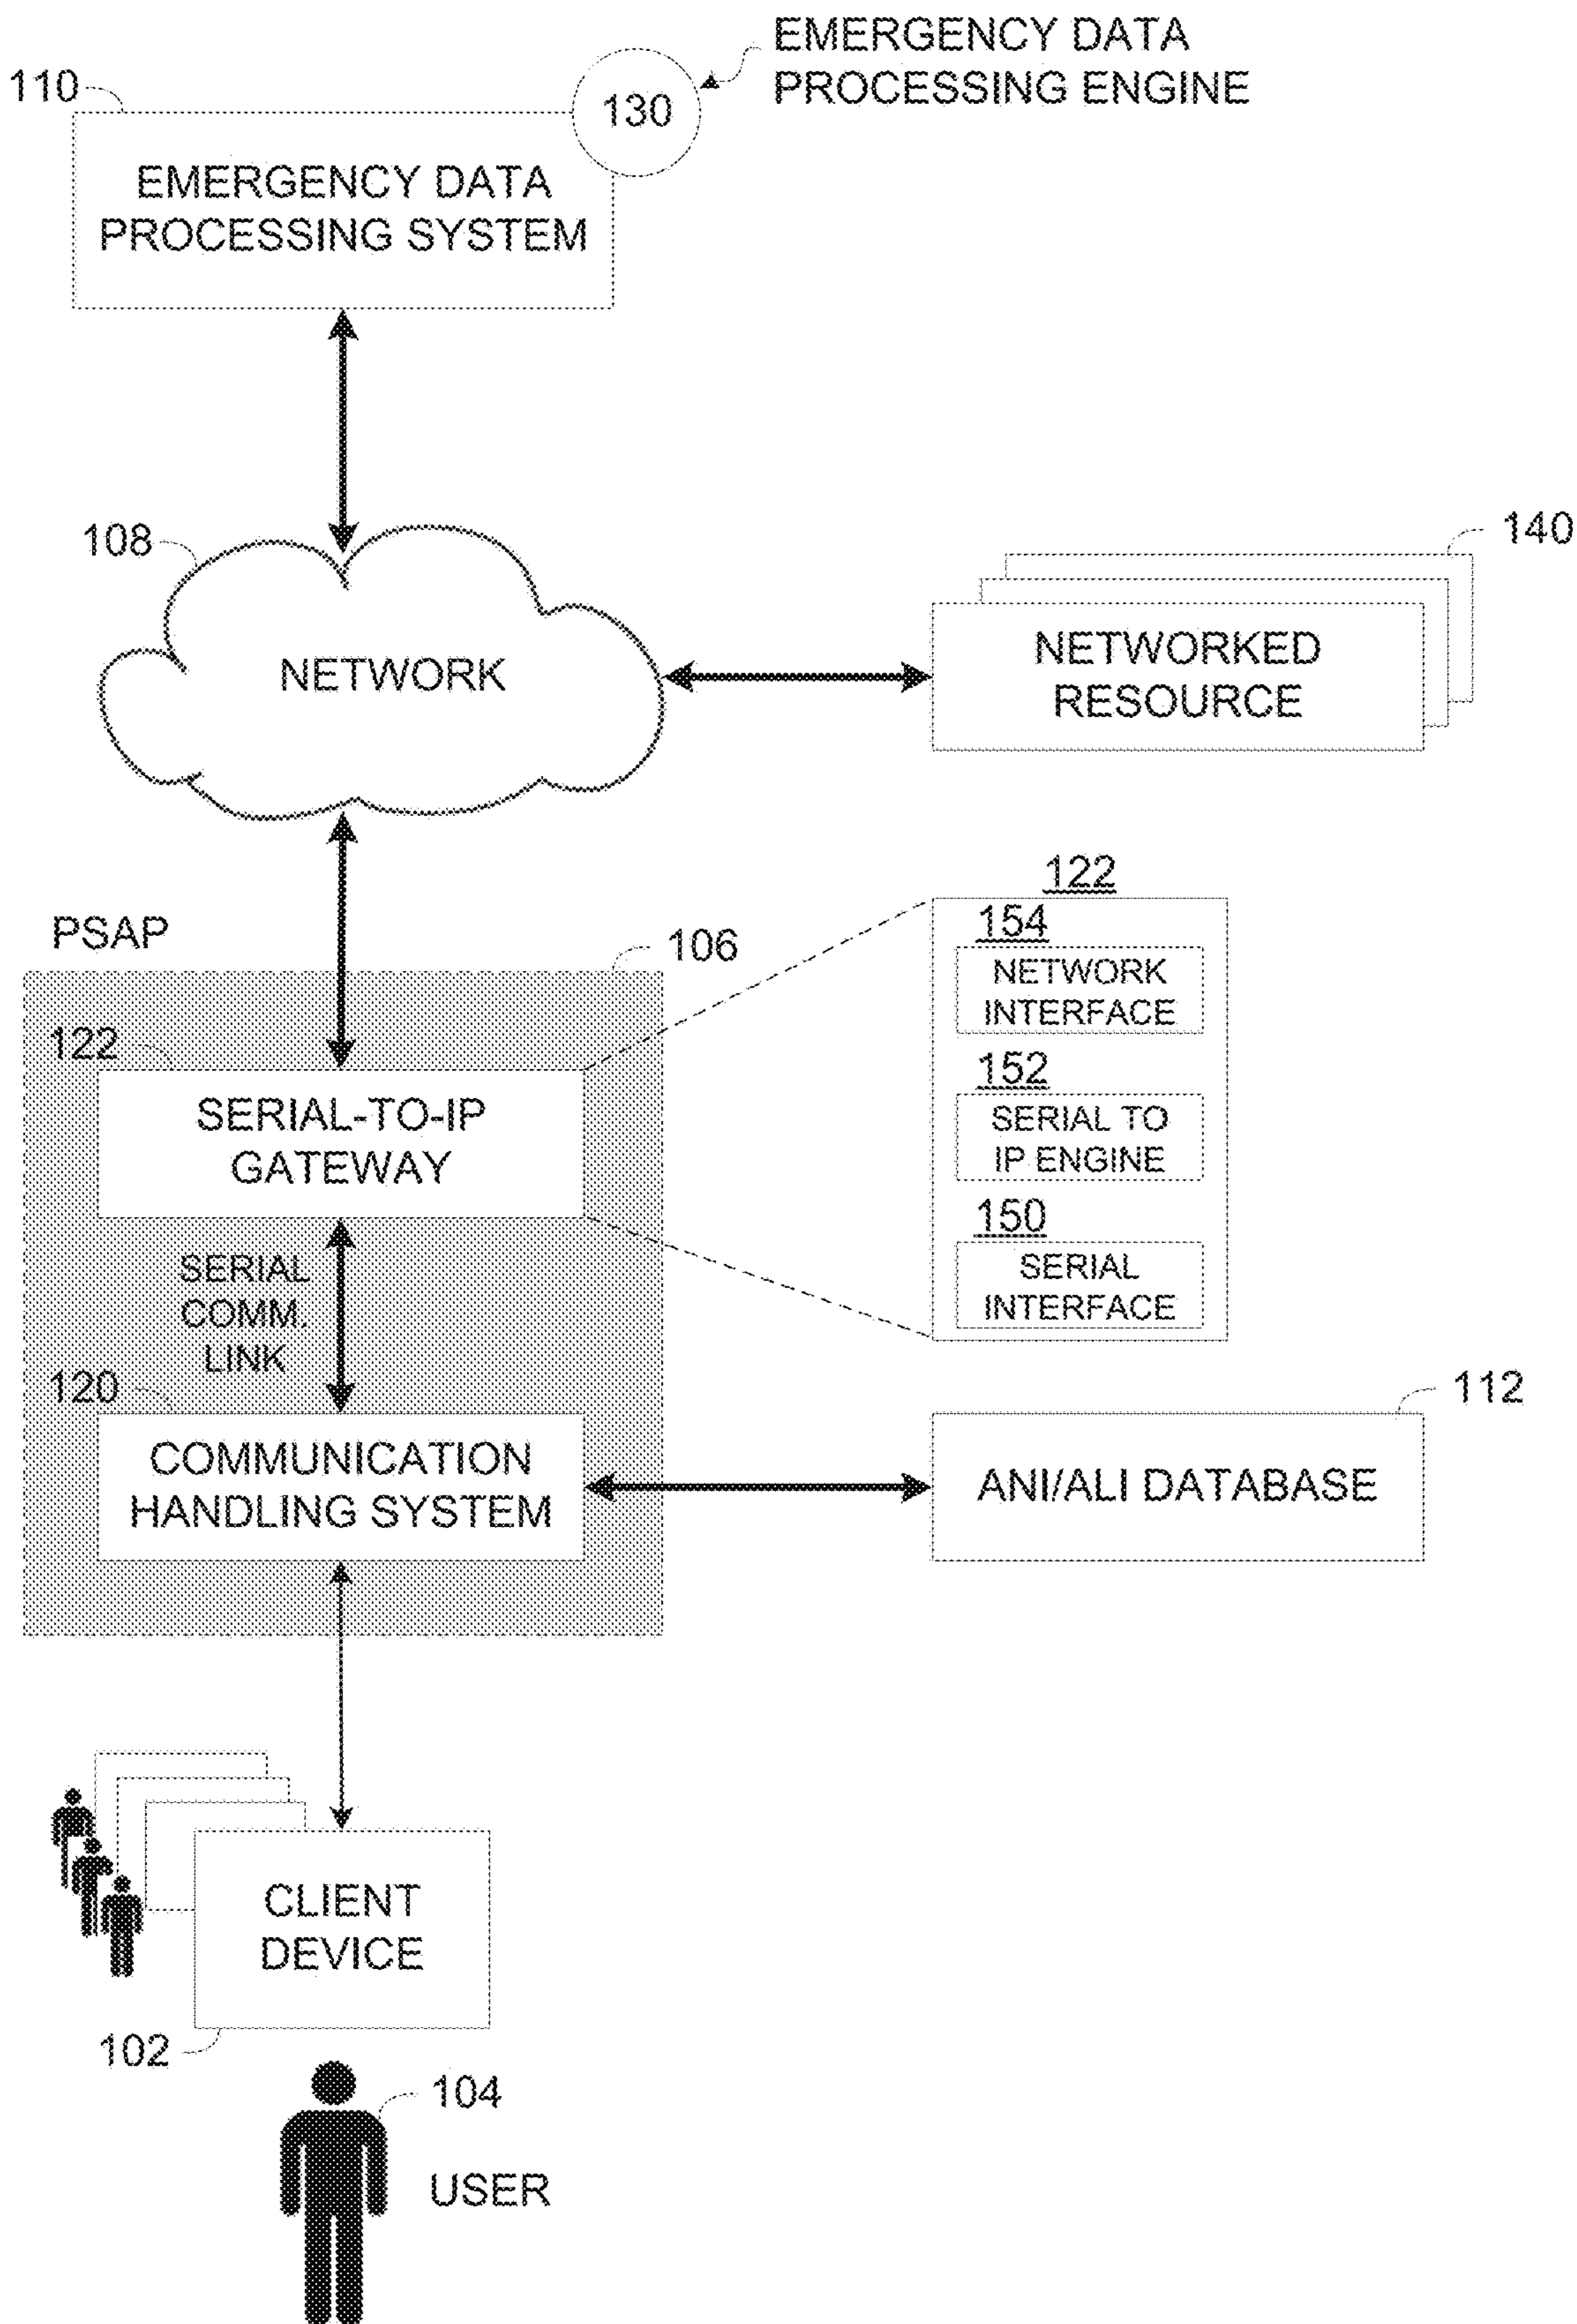 EMERGENCY DATA
PROCESSING ENGINE
110
130
EMERGENCY DATA
PROCESSING SYSTEM
108
NETWORK
140
NETWORKED
RESOURCE
PSAP
106
122
SERIAL-TO-IP
GATEWAY
122
154
NETWORK
INTERFACE
152
SERIAL TO
IP ENGINE
150
SERIAL
INTERFACE
SERIAL
COMM.
LINK
120
COMMUNICATION
HANDLING SYSTEM
112
ANI/ALI DATABASE
CLIENT
DEVICE
102
104
USER